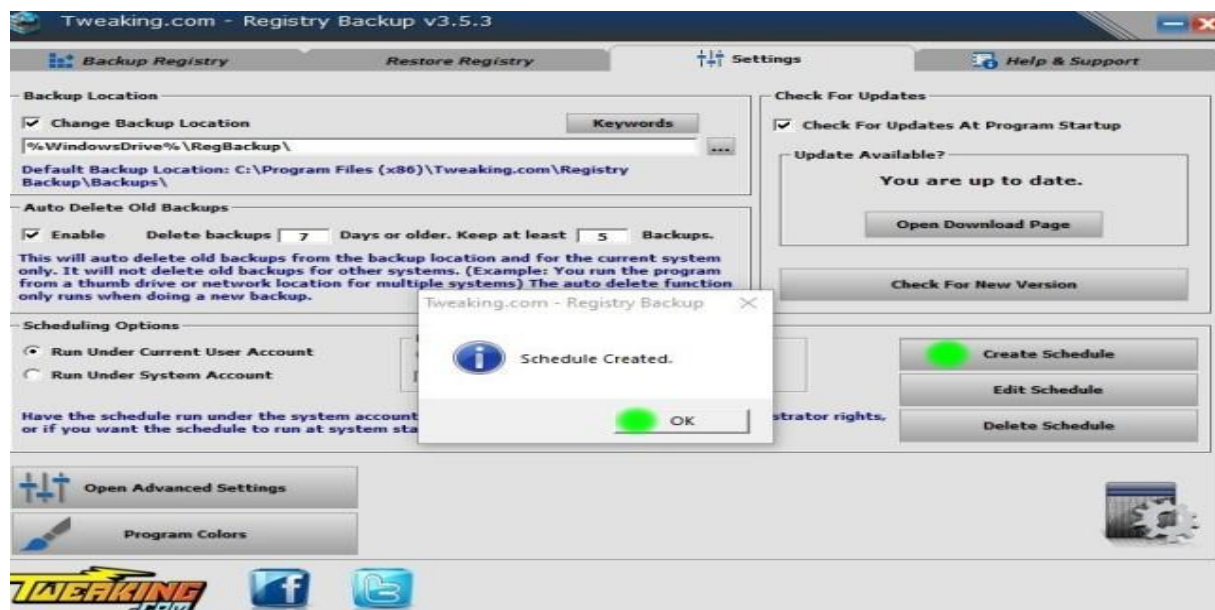 Tweaking.com - Registry Backup v3.5.3
Backup Registry
Restore Registry
Settings
Help & Support
Backup Location
Change Backup Location
Keywords
%WindowsDrive%\RegBackup\
...
Default Backup Location: C:\Program Files (x86)\Tweaking.com\Registry
Backup\Backups\
Auto Delete Old Backups
Enable Delete backups 7 Days or older. Keep at least 5 Backups.
This will auto delete old backups from the backup location and for the current system
only. It will not delete old backups for other systems. (Example: You run the program
from a thumb drive or network location for multiple systems) The auto delete function
only runs when doing a new backup.
Check For Updates
Check For Updates At Program Startup
Update Available?
You are up to date.
Open Download Page
Check For New Version
Scheduling Options
Run Under Current User Account
Run Under System Account
Have the schedule run under the system account
or if you want the schedule to run at system
strator rights,
Tweaking.com - Registry Backup
Schedule Created.
OK
Create Schedule
Edit Schedule
Delete Schedule
Open Advanced Settings
Program Colors
TWEAKING
.COM